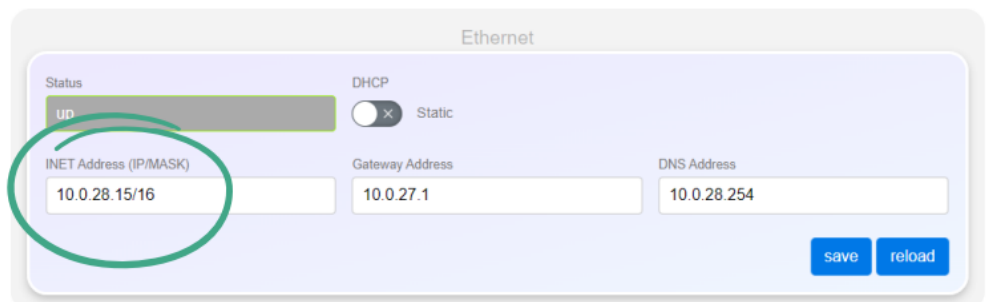 Ethernet
Status DHCP
up Static
INET Address (IP/MASK) Gateway Address DNS Address
10.0.28.15/16 10.0.27.1 10.0.28.254
save reload